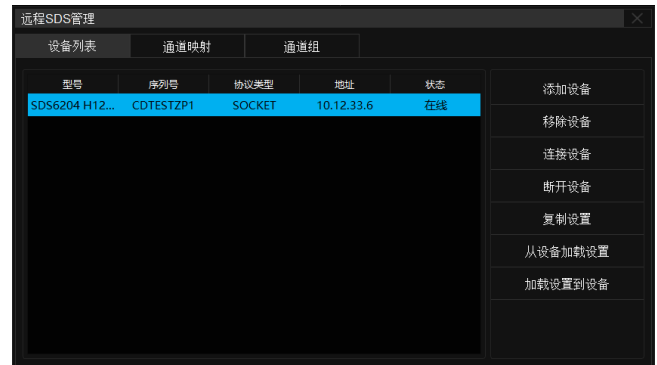 远程SDS管理
设备列表 通道映射 通道组
型号 序列号 协议类型 地址 状态
SDS6204 H12... CDTESTZP1 SOCKET 10.12.33.6 在线
添加设备
移除设备
连接设备
断开设备
复制设置
从设备加载设置
加载设置到设备